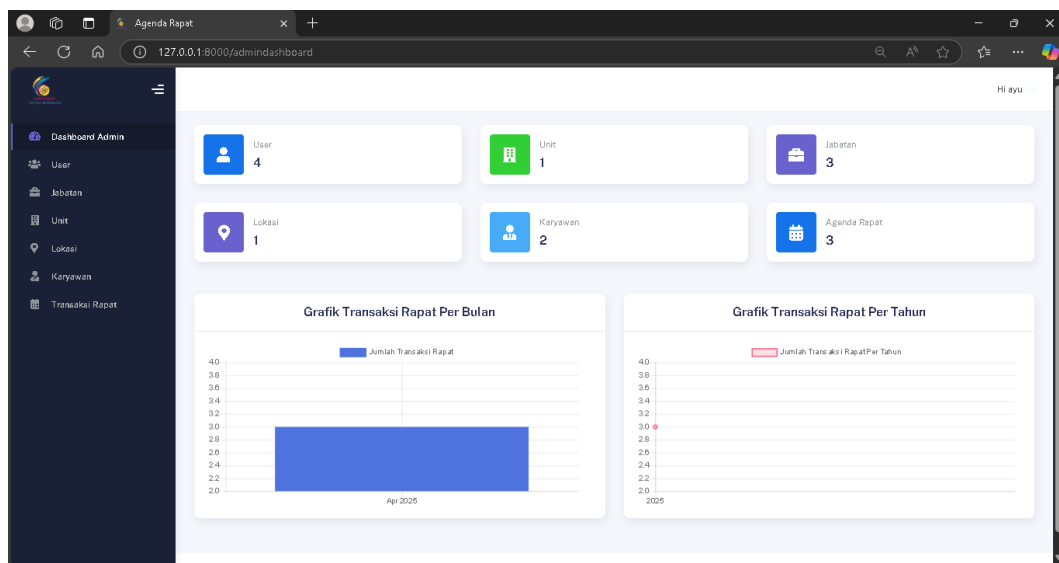 Agenda Rapat
127.0.0.1:8000/admindashboard
Hi ayu
Dashboard Admin
User
Jabatan
Unit
Lokasi
Karyawan
Transaksi Rapat
User
4
Unit
1
Jabatan
3
Lokasi
1
Karyawan
2
Agenda Rapat
3
Grafik Transaksi Rapat Per Bulan
Jumlah Transaksi Rapat
4.0
3.8
3.6
3.4
3.2
3.0
2.8
2.6
2.4
2.2
2.0
Apr 2025
Grafik Transaksi Rapat Per Tahun
Jumlah Transaksi Rapat Per Tahun
4.0
3.8
3.6
3.4
3.2
3.0
2.8
2.6
2.4
2.2
2.0
2025